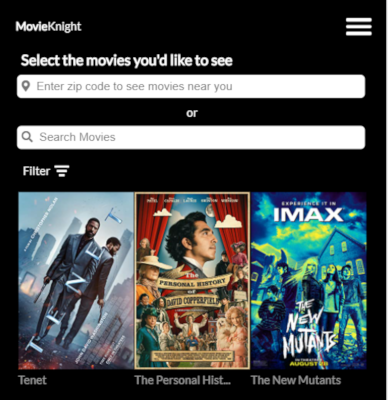 MovieKnight
Select the movies you'd like to see
Enter zip code to see movies near you
or
Search Movies
Filter
TENET
EXPERIENCE IT IN
IMAX
The
PERSONAL HISTORY
of
DAVID COPPERFIELD
THE
NEW
MUTANTS
AUGUST
Tenet
The Personal Hist...
The New Mutants